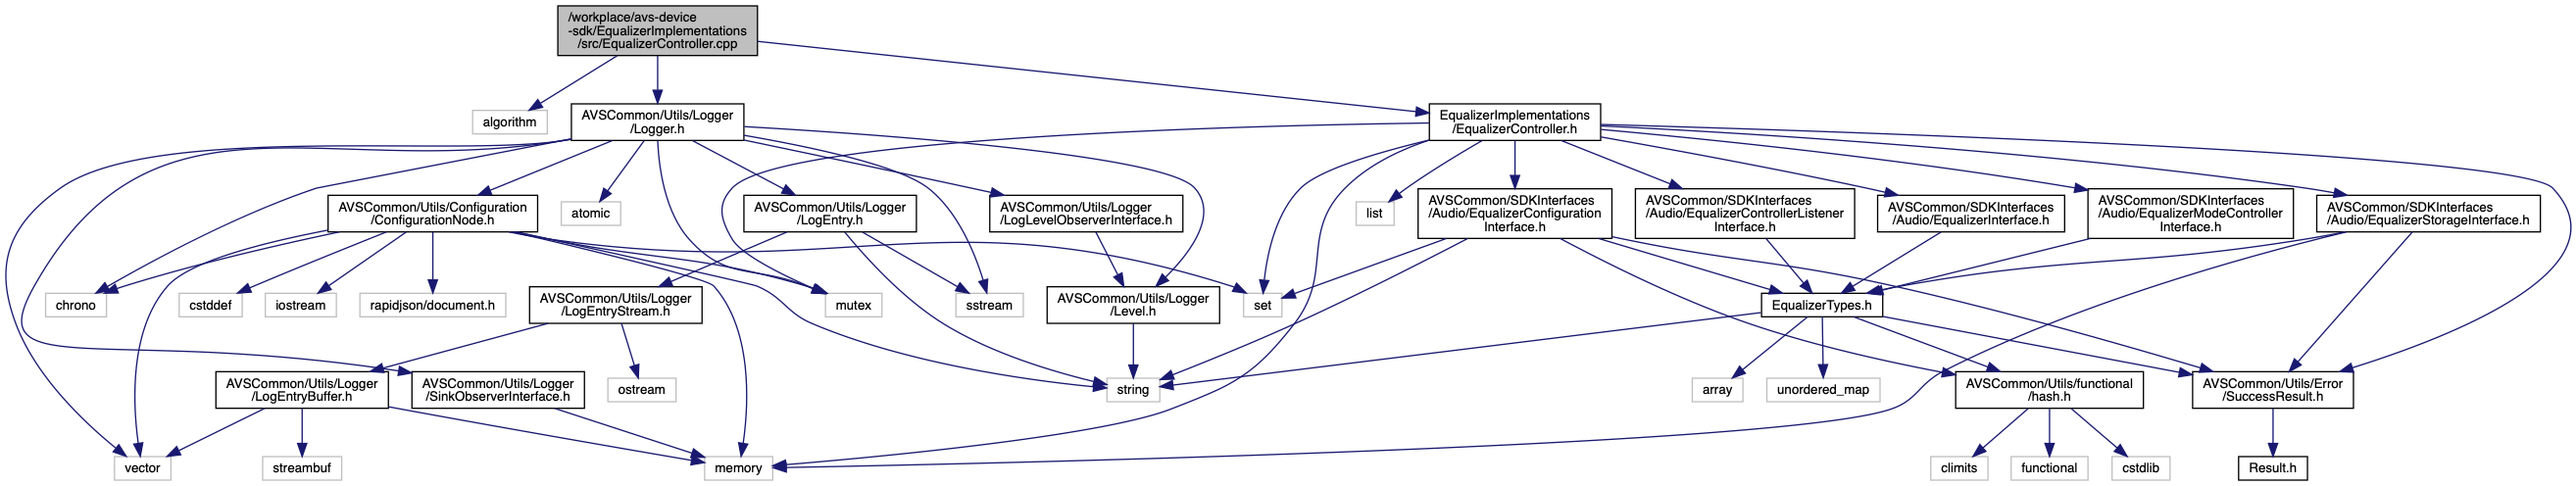 /workplace/avs-device
-sdk/EqualizerImplementations
/src/EqualizerController.cpp
algorithm
AVSCommon/Utils/Logger
/Logger.h
EqualizerImplementations
/EqualizerController.h
AVSCommon/Utils/Configuration
/ConfigurationNode.h
atomic
AVSCommon/Utils/Logger
/LogEntry.h
AVSCommon/Utils/Logger
/LogLevelObserverInterface.h
list
AVSCommon/SDKInterfaces
/Audio/EqualizerConfiguration
Interface.h
AVSCommon/SDKInterfaces
/Audio/EqualizerControllerListener
Interface.h
AVSCommon/SDKInterfaces
/Audio/EqualizerInterface.h
AVSCommon/SDKInterfaces
/Audio/EqualizerModeController
Interface.h
AVSCommon/SDKInterfaces
/Audio/EqualizerStorageInterface.h
chrono
cstddef
iostream
rapidjson/document.h
AVSCommon/Utils/Logger
/LogEntryStream.h
mutex
sstream
AVSCommon/Utils/Logger
/Level.h
set
EqualizerTypes.h
AVSCommon/Utils/Logger
/LogEntryBuffer.h
AVSCommon/Utils/Logger
/SinkObserverInterface.h
ostream
string
array
unordered_map
AVSCommon/Utils/functional
/hash.h
AVSCommon/Utils/Error
/SuccessResult.h
vector
streambuf
memory
climits
functional
cstdlib
Result.h